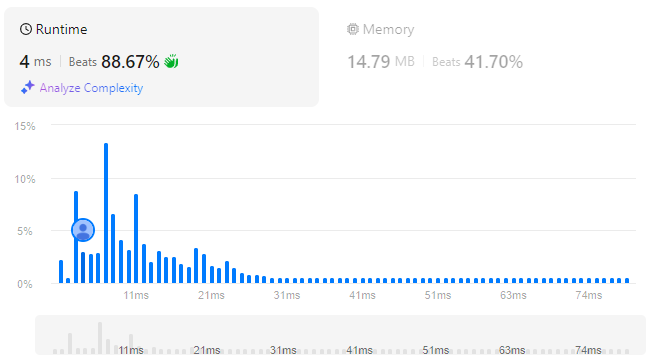 Runtime
4 ms | Beats 88.67%
Analyze Complexity
Memory
14.79 MB | Beats 41.70%
15%
10%
5%
0%
11ms 21ms 31ms 41ms 51ms 63ms 74ms
11ms 21ms 31ms 41ms 51ms 63ms 74ms